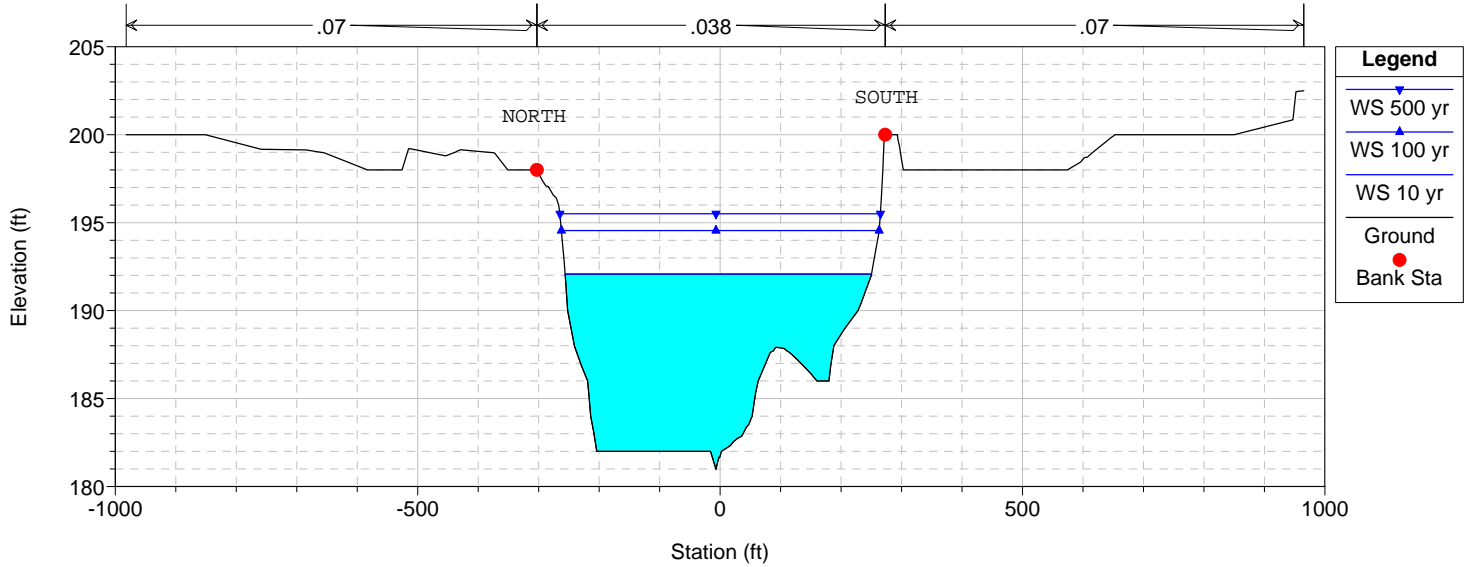 .07 .038 .07
205
200
195
190
185
180
-1000 -500 0 500 1000
Elevation (ft)
Station (ft)
NORTH
SOUTH
Legend
WS 500 yr
WS 100 yr
WS 10 yr
Ground
Bank Sta